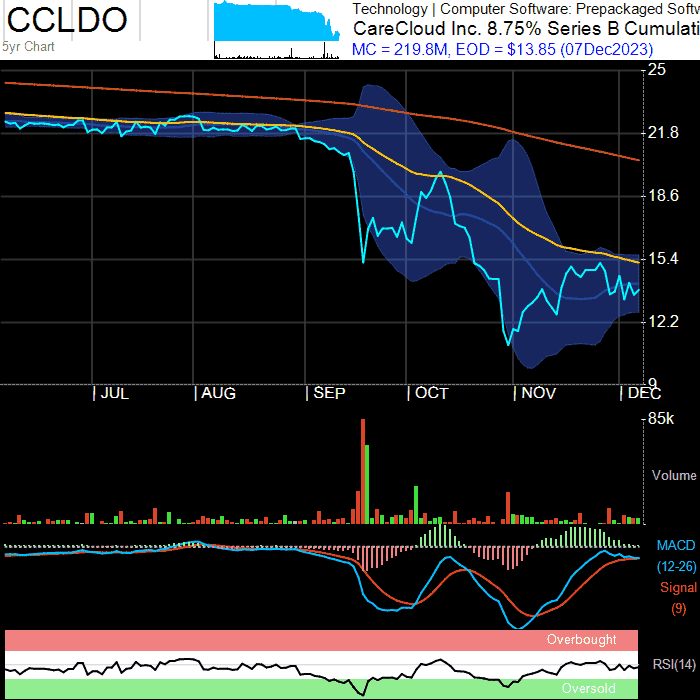 CCLDO
5yr Chart
Technology | Computer Software: Prepackaged Softw
CareCloud Inc. 8.75% Series B Cumulati
MC = 219.8M, EOD = $13.85 (07Dec2023)
25
21.8
18.6
15.4
12.2
9
JUL AUG SEP OCT NOV DEC
85k
Volume
MACD
(12-26)
Signal
(9)
Overbought
RSI(14)
Oversold